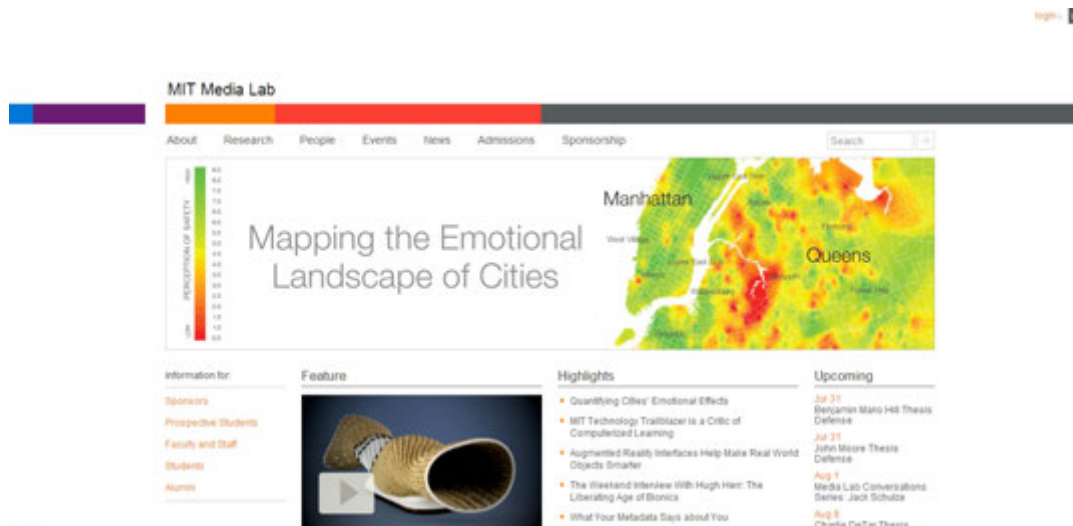 login
MIT Media Lab
About Research People Events News Admissions Sponsorship
Search
HIGH
PERCEPTION OF SAFETY
LOW
Mapping the Emotional
Landscape of Cities
Manhattan
Queens
Information for:
Sponsors
Prospective Students
Faculty and Staff
Students
Alumni
Feature
Highlights
Quantifying Cities' Emotional Effects
MIT Technology Trailblazer is a Critic of
Computerized Learning
Augmented Reality Interfaces Help Make Real World
Objects Smarter
The Weekend Interview With Hugh Herr: The
Liberating Age of Bionics
What Your Metadata Says about You
Upcoming
Jul 31
Benjamin Mako Hill Thesis
Defense
Jul 31
John Moore Thesis
Defense
Aug 1
Media Lab Conversations
Series: Jack Schulze
Aug 8
Charlie DeTar Thesis